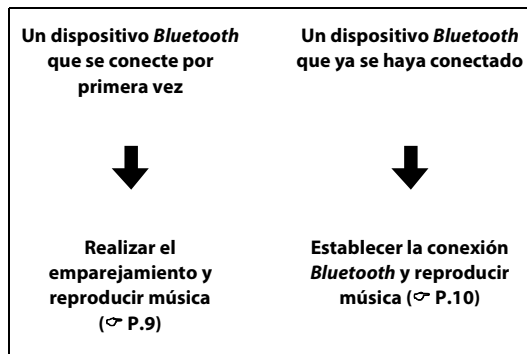 Un dispositivo Bluetooth
que se conecte por
primera vez
Un dispositivo Bluetooth
que ya se haya conectado
Realizar el
emparejamiento y
reproducir música
(☞ P.9)
Establecer la conexión
Bluetooth y reproducir
música (☞ P.10)